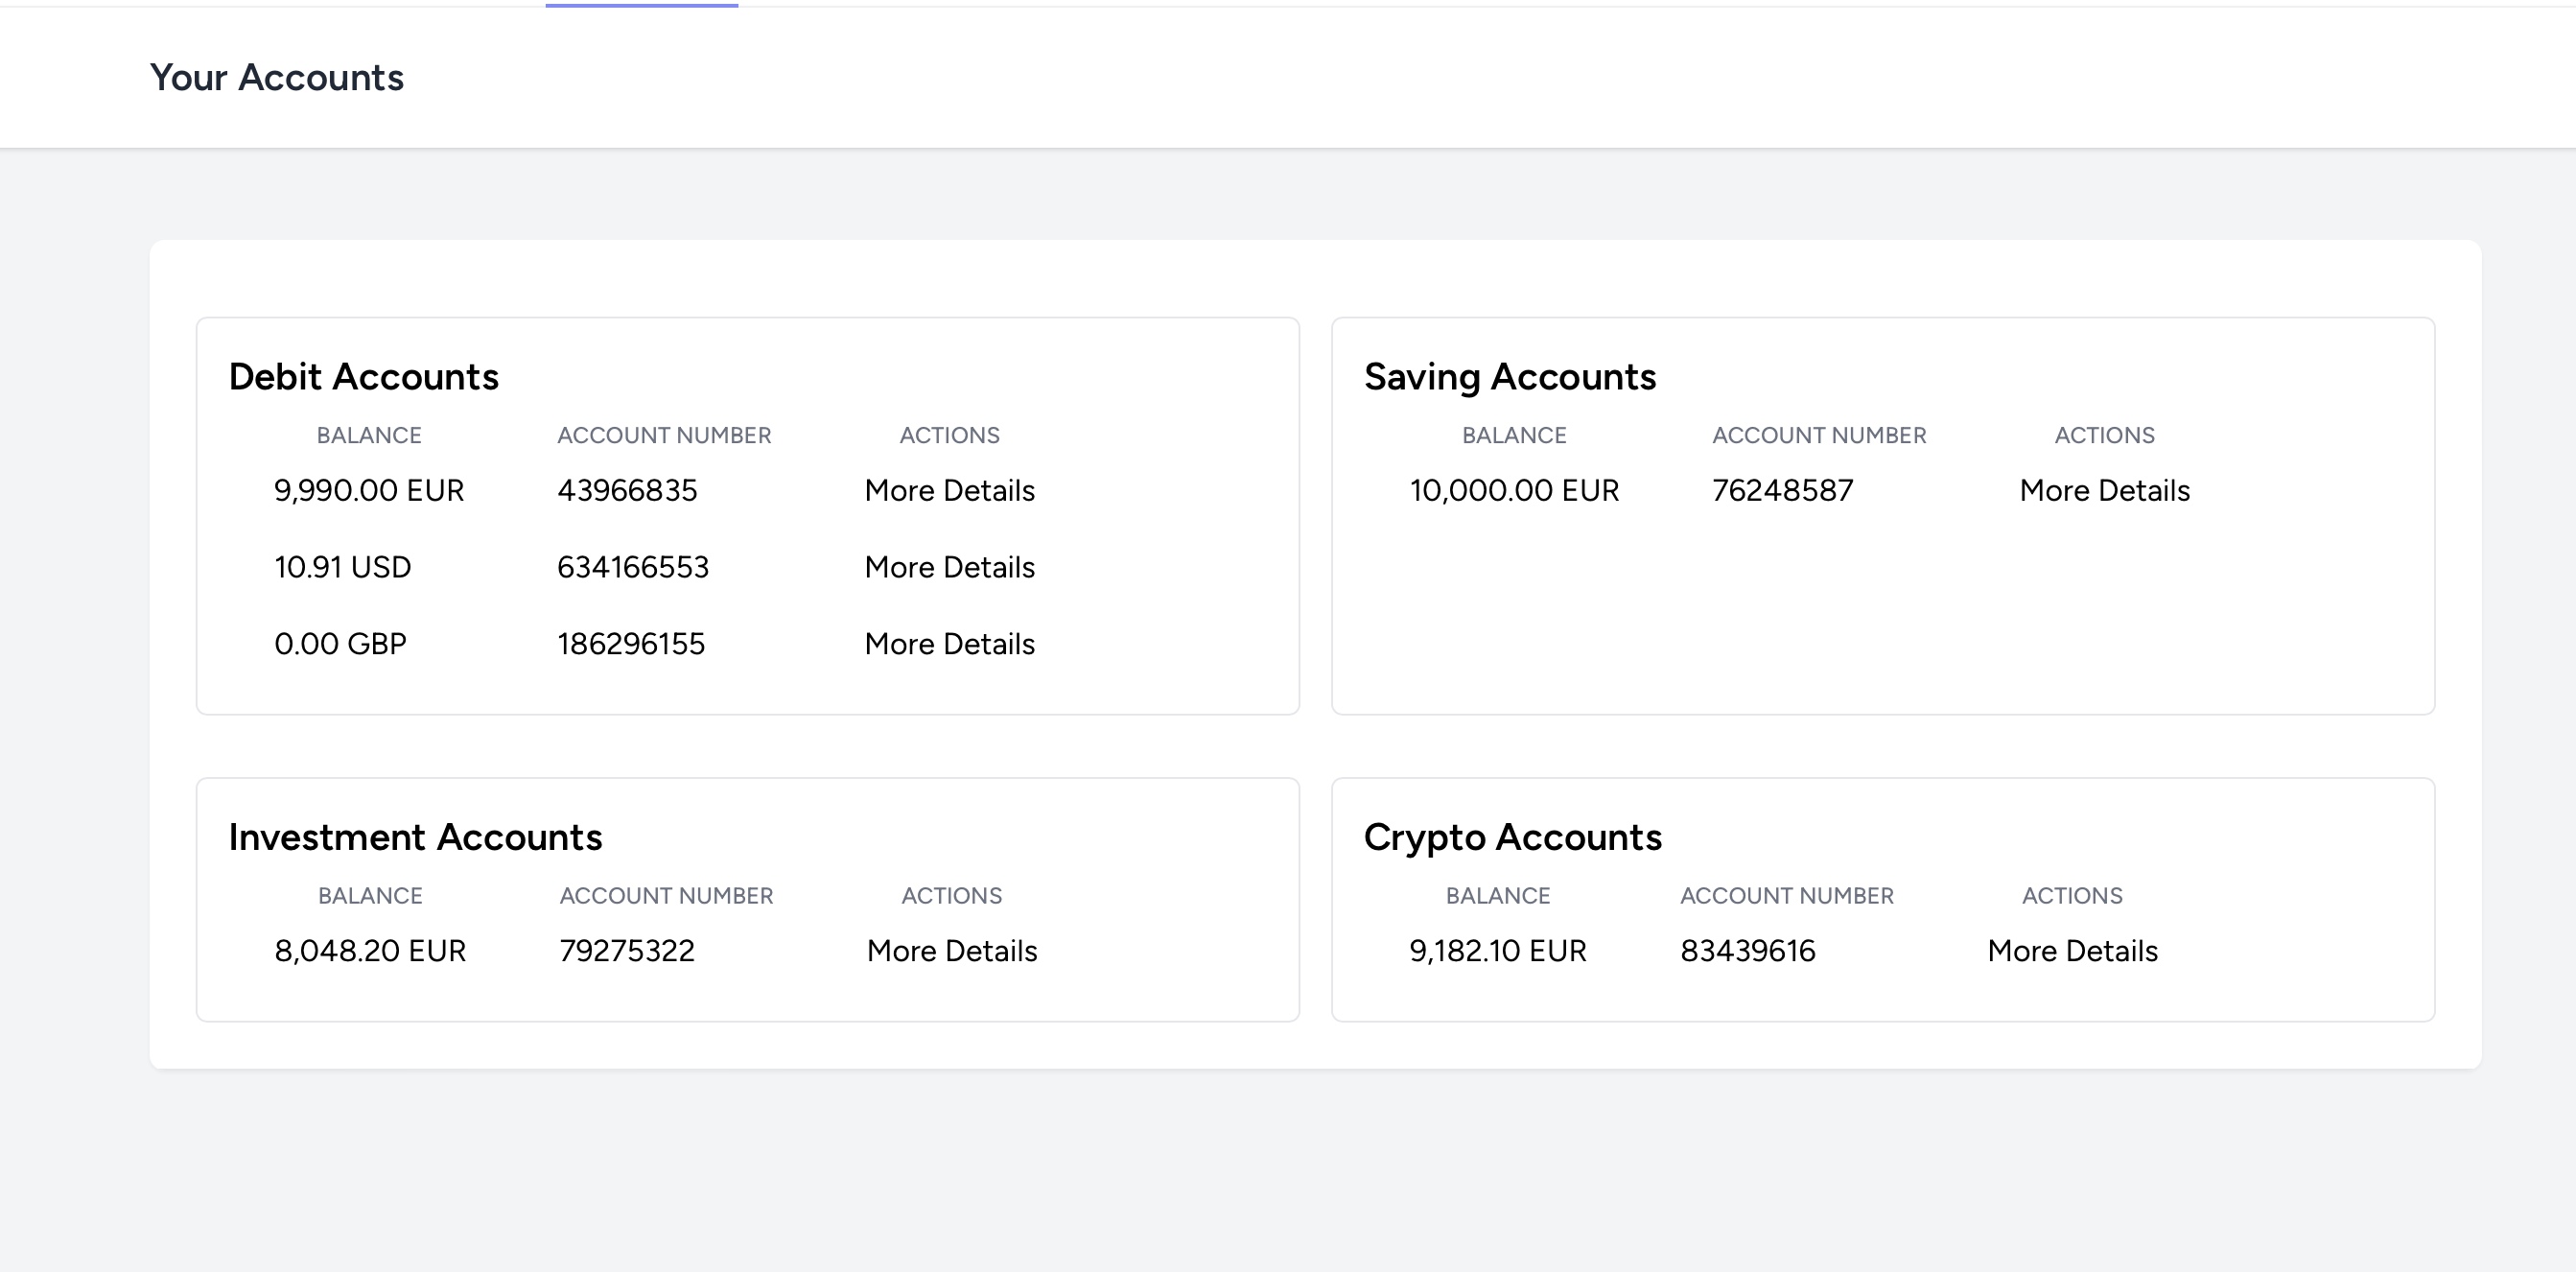 Your Accounts
Debit Accounts
BALANCE ACCOUNT NUMBER ACTIONS
9,990.00 EUR 43966835 More Details
10.91 USD 634166553 More Details
0.00 GBP 186296155 More Details
Saving Accounts
BALANCE ACCOUNT NUMBER ACTIONS
10,000.00 EUR 76248587 More Details
Investment Accounts
BALANCE ACCOUNT NUMBER ACTIONS
8,048.20 EUR 79275322 More Details
Crypto Accounts
BALANCE ACCOUNT NUMBER ACTIONS
9,182.10 EUR 83439616 More Details